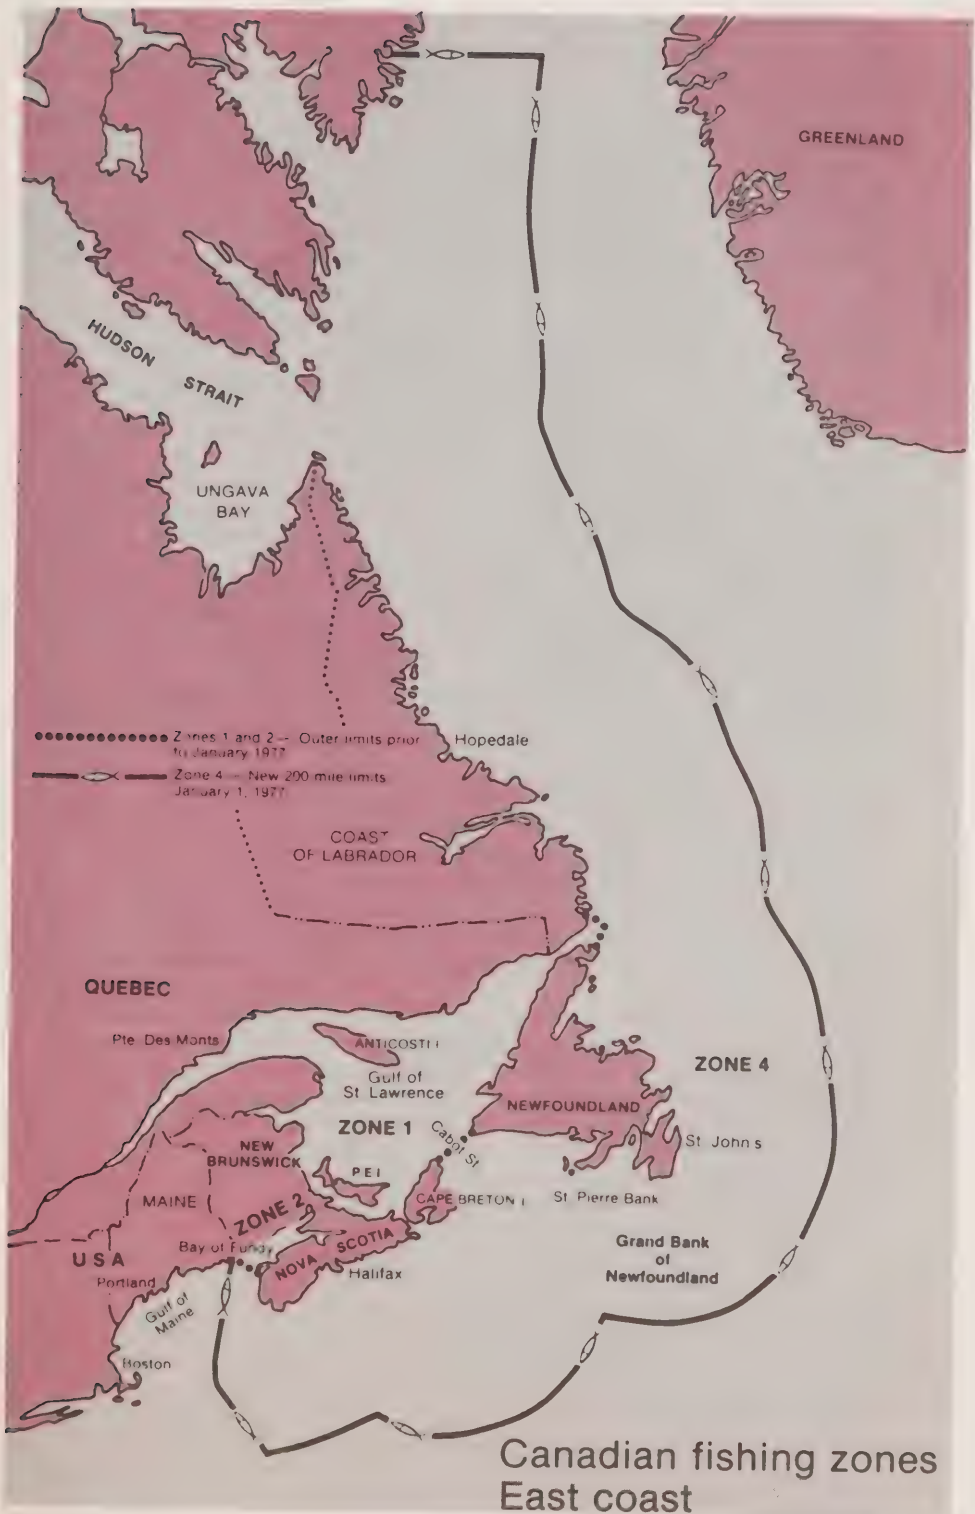 GREENLAND
HUDSON STRAIT
UNGAVA
BAY
Zones 1 and 2 — Outer limits prior
to January 1977
Hopedale
Zone 4 — New 200 mile limits
January 1, 1977
COAST
OF LABRADOR
QUEBEC
Pte. Des Monts
ANTICOSTI I
Gulf of
St Lawrence
ZONE 4
NEWFOUNDLAND
ZONE 1
Cabot St
St. John's
NEW
BRUNSWICK
PEI
MAINE
CAPE BRETON I
St. Pierre Bank
ZONE 2
USA
Bay of Fundy
NOVA SCOTIA
Halifax
Grand Bank
of
Newfoundland
Portland
Gulf of
Maine
Boston
Canadian fishing zones
East coast